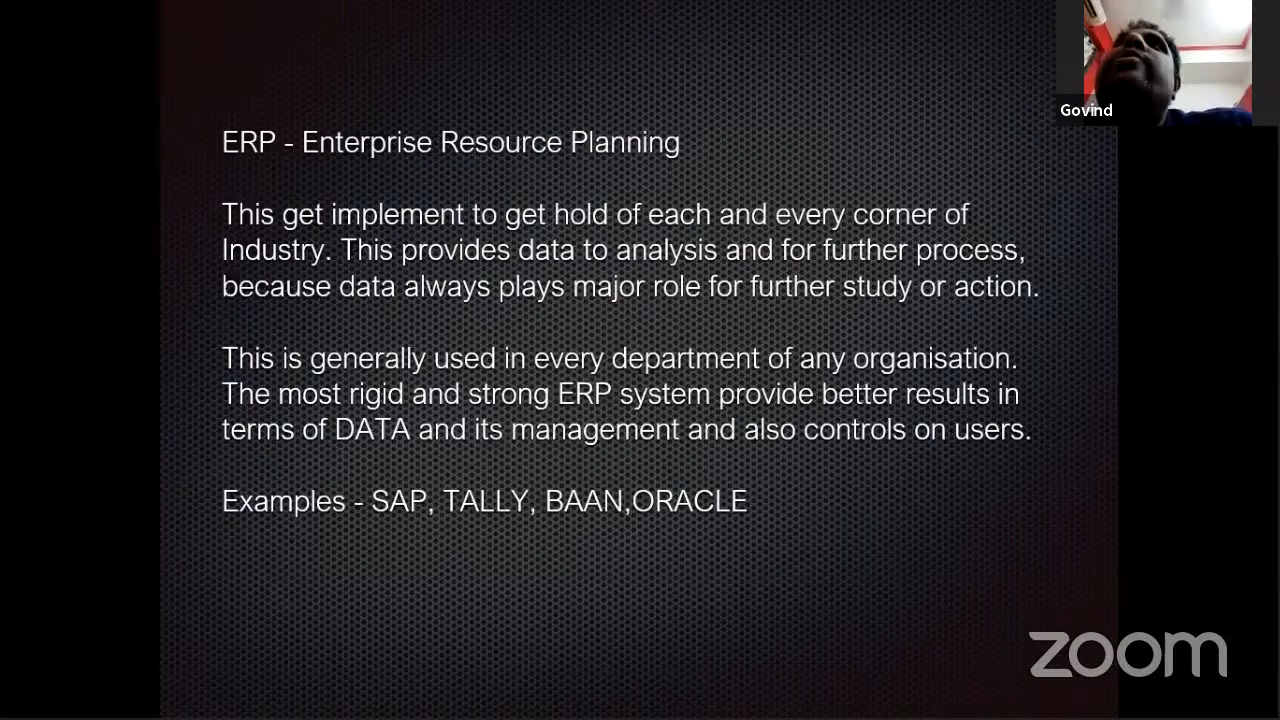 Govind
ERP - Enterprise Resource Planning
This get implement to get hold of each and every corner of
Industry. This provides data to analysis and for further process,
because data always plays major role for further study or action.
This is generally used in every department of any organisation.
The most rigid and strong ERP system provide better results in
terms of DATA and its management and also controls on users.
Examples - SAP, TALLY, BAAN,ORACLE
zoom